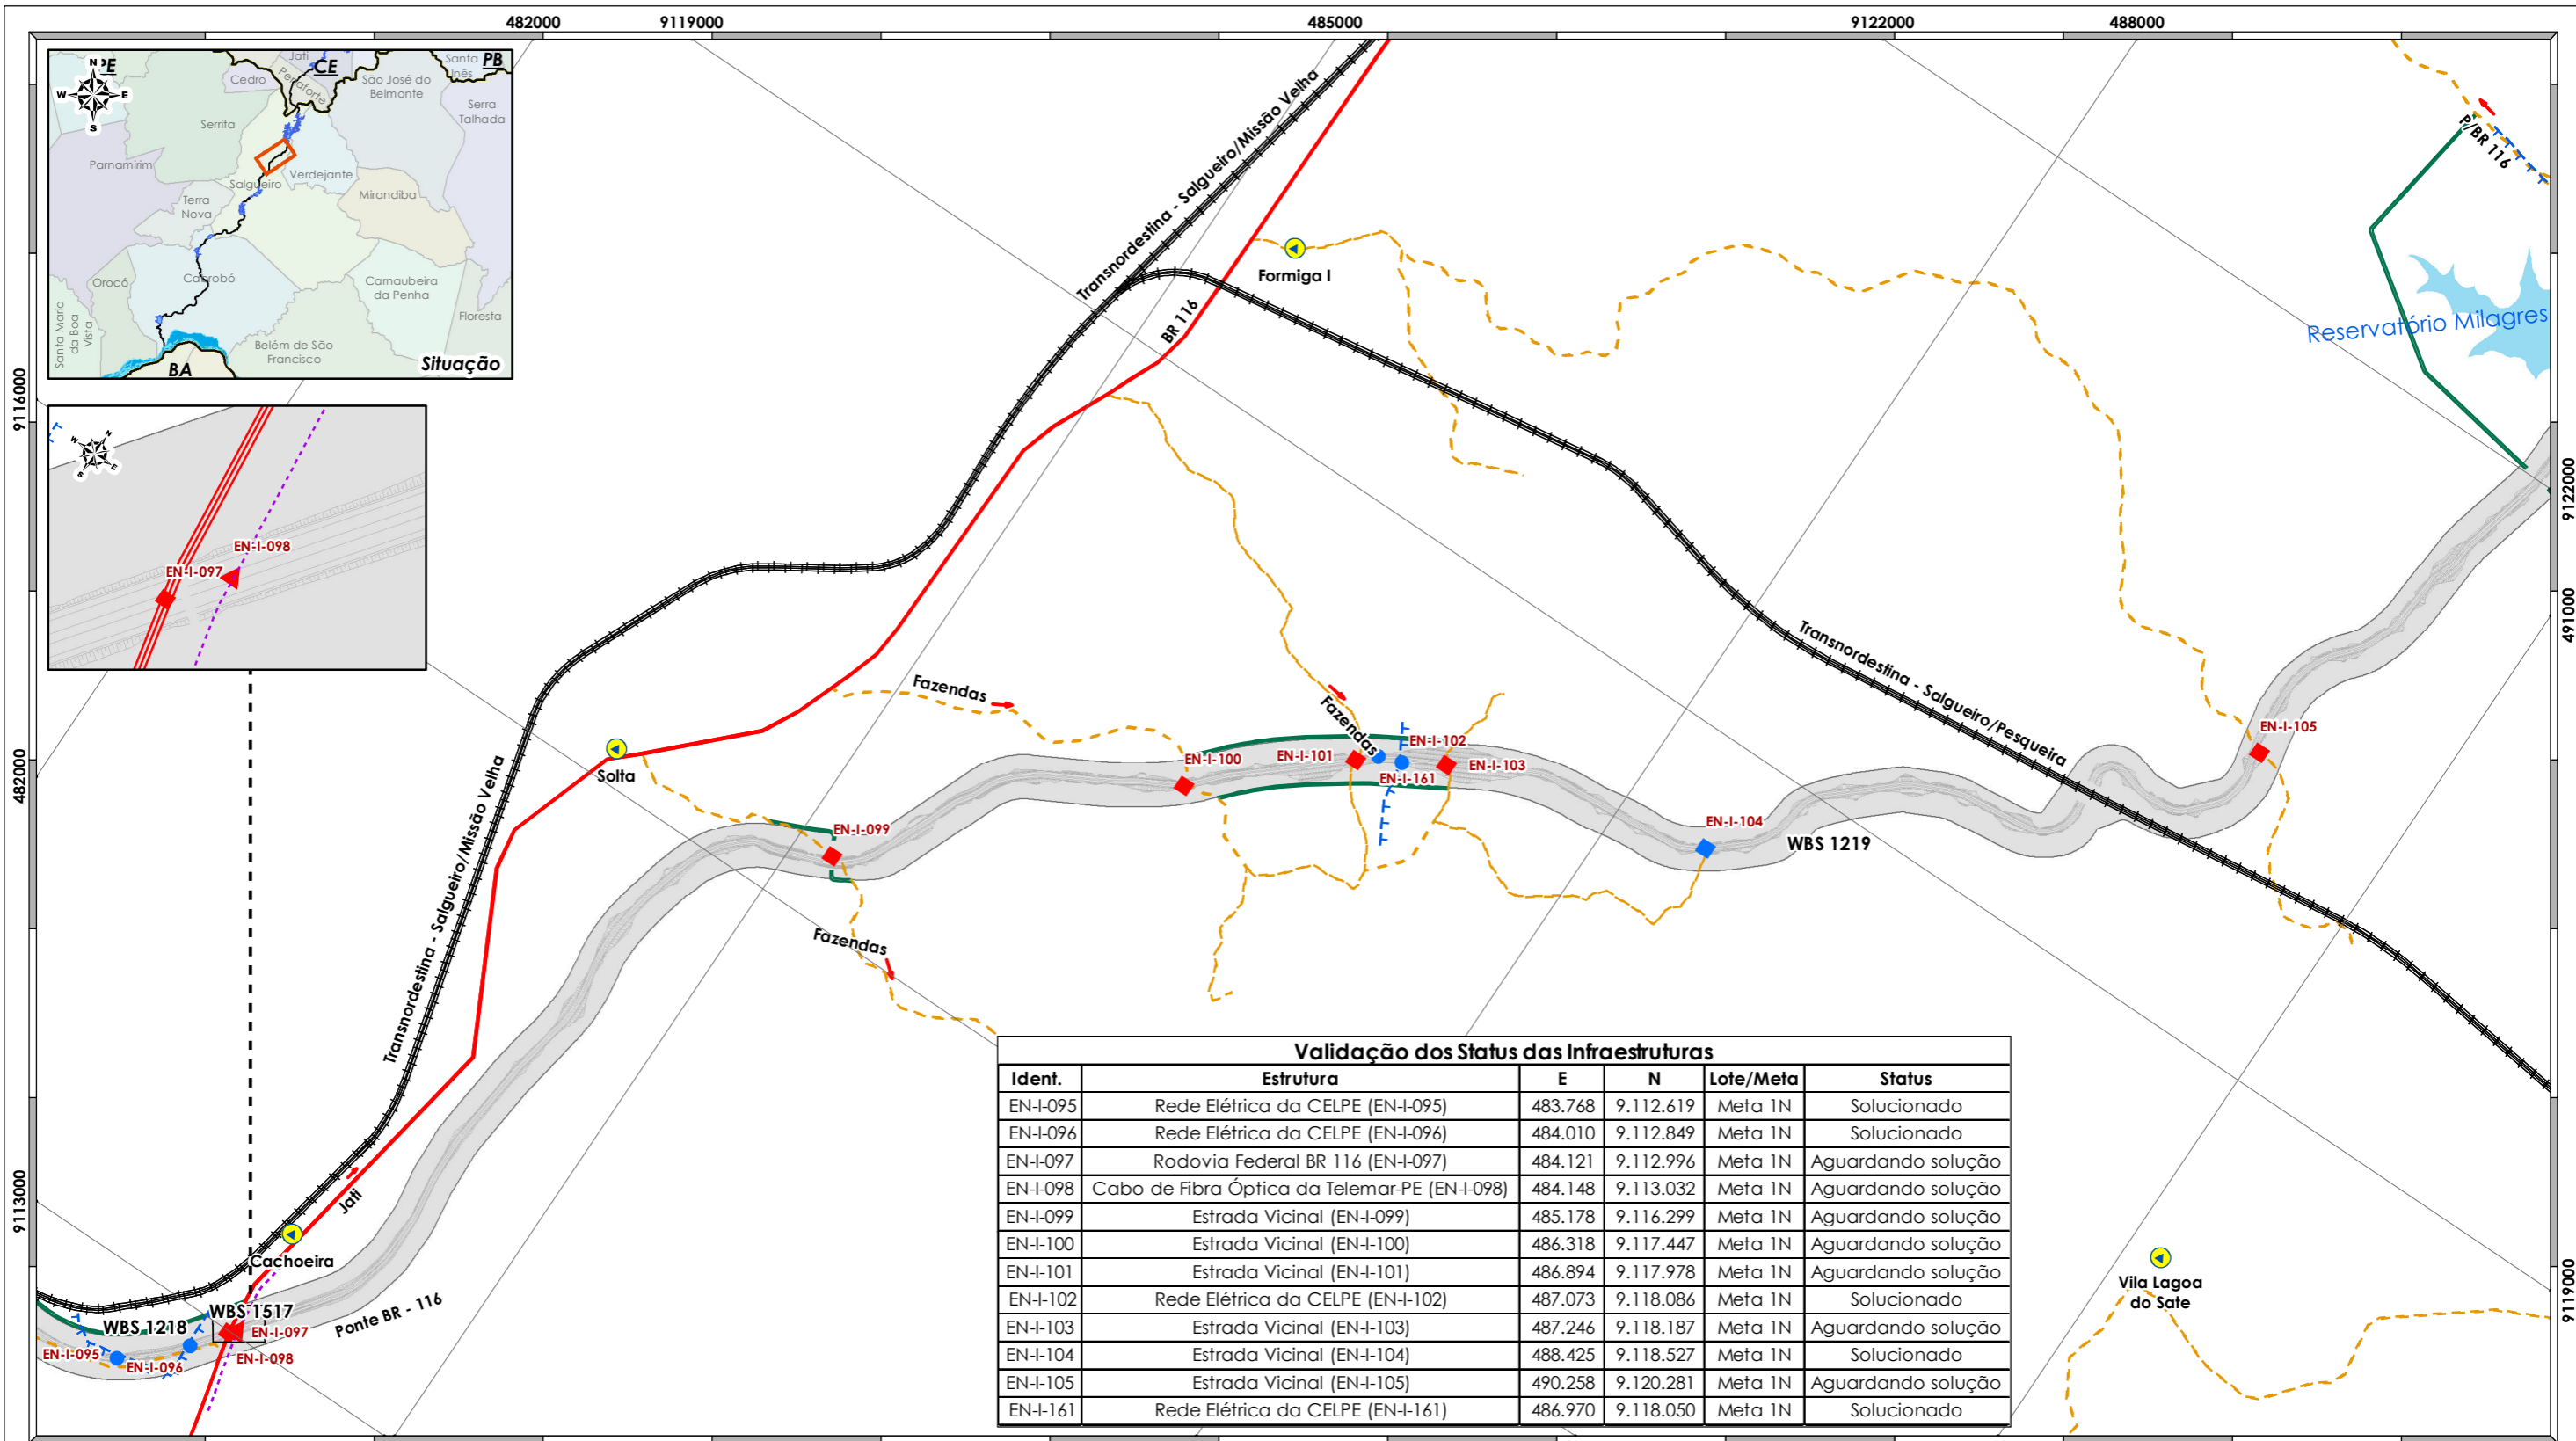 482000
9119000
485000
9122000
488000
PE
N
W
E
S
Jati
CE
Penaforte
Cedro
Santa Inês
PB
São José do
Belmonte
Serra
Talhada
Serrita
Parnamirim
Salgueiro
Verdejante
Mirandiba
Terra
Nova
Orocó
Cabrobó
Carnaubeira
da Penha
Floresta
Santa Maria
da Boa
Vista
Belém de São
Francisco
BA
Situação
N
W
E
S
EN-I-098
EN-I-097
9116000
482000
9113000
9122000
491000
9119000
Transnordestina - Salgueiro/Missão Velha
BR 116
Formiga I
P/BR 116
Reservatório Milagres
Transnordestina - Salgueiro/Pesqueira
Fazendas
Fazendas
Solta
Transnordestina - Salgueiro/Missão Velha
EN-I-099
EN-I-100
EN-I-101
EN-I-102
EN-I-161
EN-I-103
EN-I-104
WBS 1219
EN-I-105
Fazendas
Jati
Cachoeira
WBS 1517
WBS 1218
Ponte BR - 116
EN-I-095
EN-I-096
EN-I-097
EN-I-098
Vila Lagoa
do Sate
Validação dos Status das Infraestruturas
Ident. Estrutura E N Lote/Meta Status
EN-I-095 Rede Elétrica da CELPE (EN-I-095) 483.768 9.112.619 Meta 1N Solucionado
EN-I-096 Rede Elétrica da CELPE (EN-I-096) 484.010 9.112.849 Meta 1N Solucionado
EN-I-097 Rodovia Federal BR 116 (EN-I-097) 484.121 9.112.996 Meta 1N Aguardando solução
EN-I-098 Cabo de Fibra Óptica da Telemar-PE (EN-I-098) 484.148 9.113.032 Meta 1N Aguardando solução
EN-I-099 Estrada Vicinal (EN-I-099) 485.178 9.116.299 Meta 1N Aguardando solução
EN-I-100 Estrada Vicinal (EN-I-100) 486.318 9.117.447 Meta 1N Aguardando solução
EN-I-101 Estrada Vicinal (EN-I-101) 486.894 9.117.978 Meta 1N Aguardando solução
EN-I-102 Rede Elétrica da CELPE (EN-I-102) 487.073 9.118.086 Meta 1N Solucionado
EN-I-103 Estrada Vicinal (EN-I-103) 487.246 9.118.187 Meta 1N Aguardando solução
EN-I-104 Estrada Vicinal (EN-I-104) 488.425 9.118.527 Meta 1N Solucionado
EN-I-105 Estrada Vicinal (EN-I-105) 490.258 9.120.281 Meta 1N Aguardando solução
EN-I-161 Rede Elétrica da CELPE (EN-I-161) 486.970 9.118.050 Meta 1N Solucionado